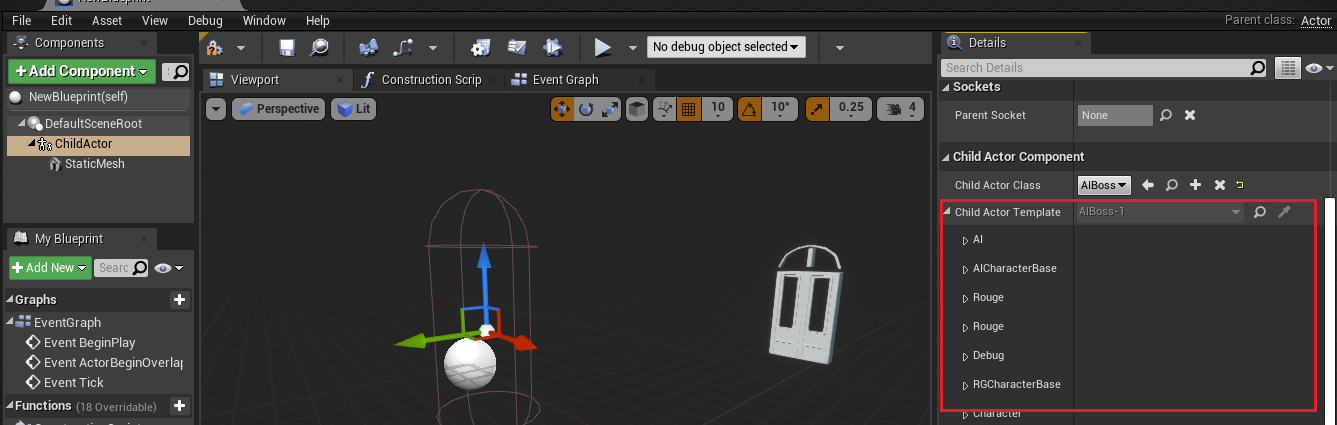 NewBlueprint
File Edit Asset View Debug Window Help
Parent class: Actor
Components
+ Add Component
NewBlueprint(self)
DefaultSceneRoot
ChildActor
StaticMesh
My Blueprint
+ Add New
Searc
Graphs
EventGraph
Event BeginPlay
Event ActorBeginOverlap
Event Tick
Functions (18 Overridable)
No debug object selected
Viewport
Construction Scrip
Event Graph
Perspective
Lit
10
10°
0.25
4
Details
Search Details
Sockets
Parent Socket
None
Child Actor Component
Child Actor Class
AIBoss
Child Actor Template
AIBoss-1
AI
AICharacterBase
Rouge
Rouge
Debug
RGCharacterBase
Character